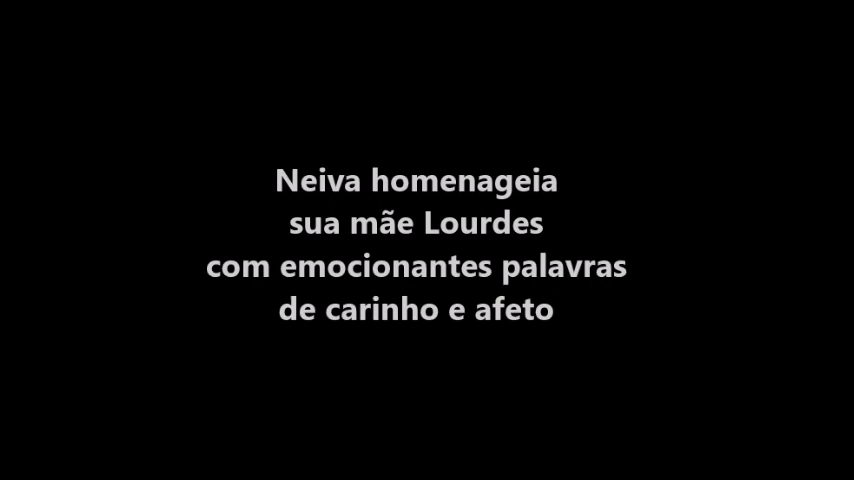 Neiva homenageia
sua mãe Lourdes
com emocionantes palavras
de carinho e afeto